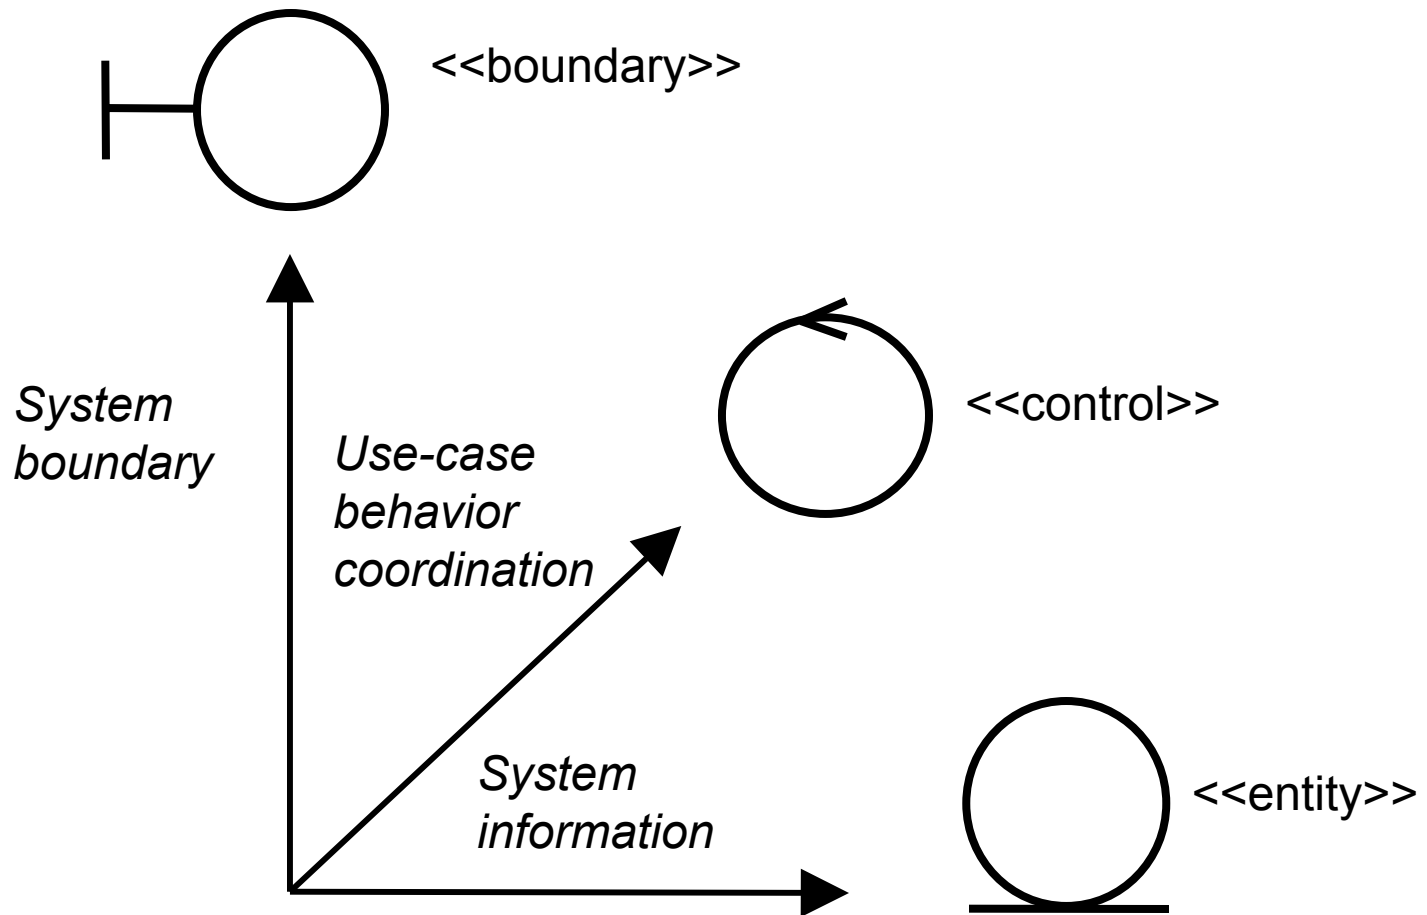 <<boundary>>
System
boundary
Use-case
behavior
coordination
<<control>>
System
information
<<entity>>